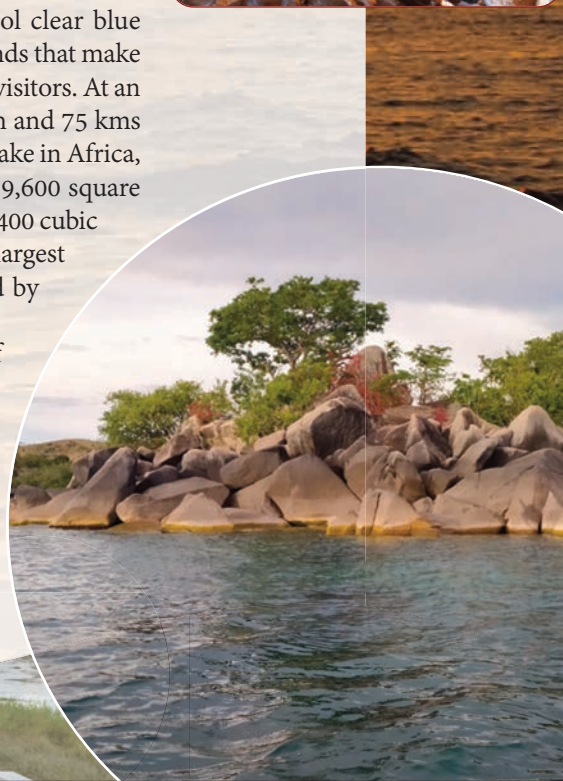 ol clear blue
nds that make
visitors. At an
n and 75 kms
ake in Africa,
9,600 square
400 cubic
argest
d by
f